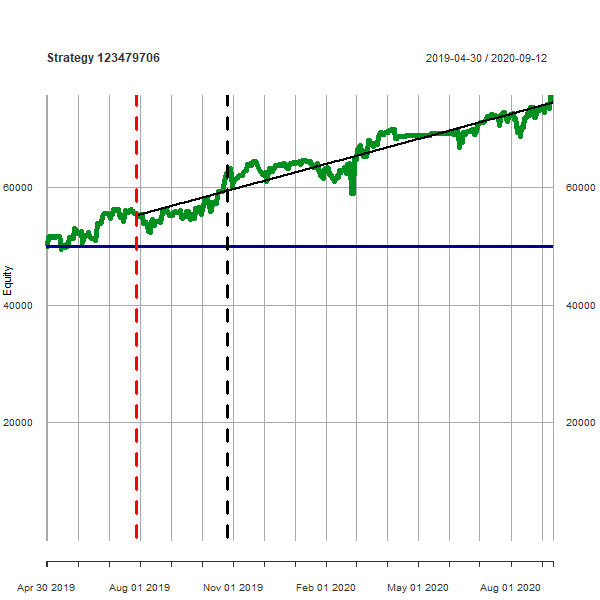 Strategy 123479706
2019-04-30 / 2020-09-12
60000
60000
Equity
40000
40000
20000
20000
Apr 30 2019
Aug 01 2019
Nov 01 2019
Feb 01 2020
May 01 2020
Aug 01 2020